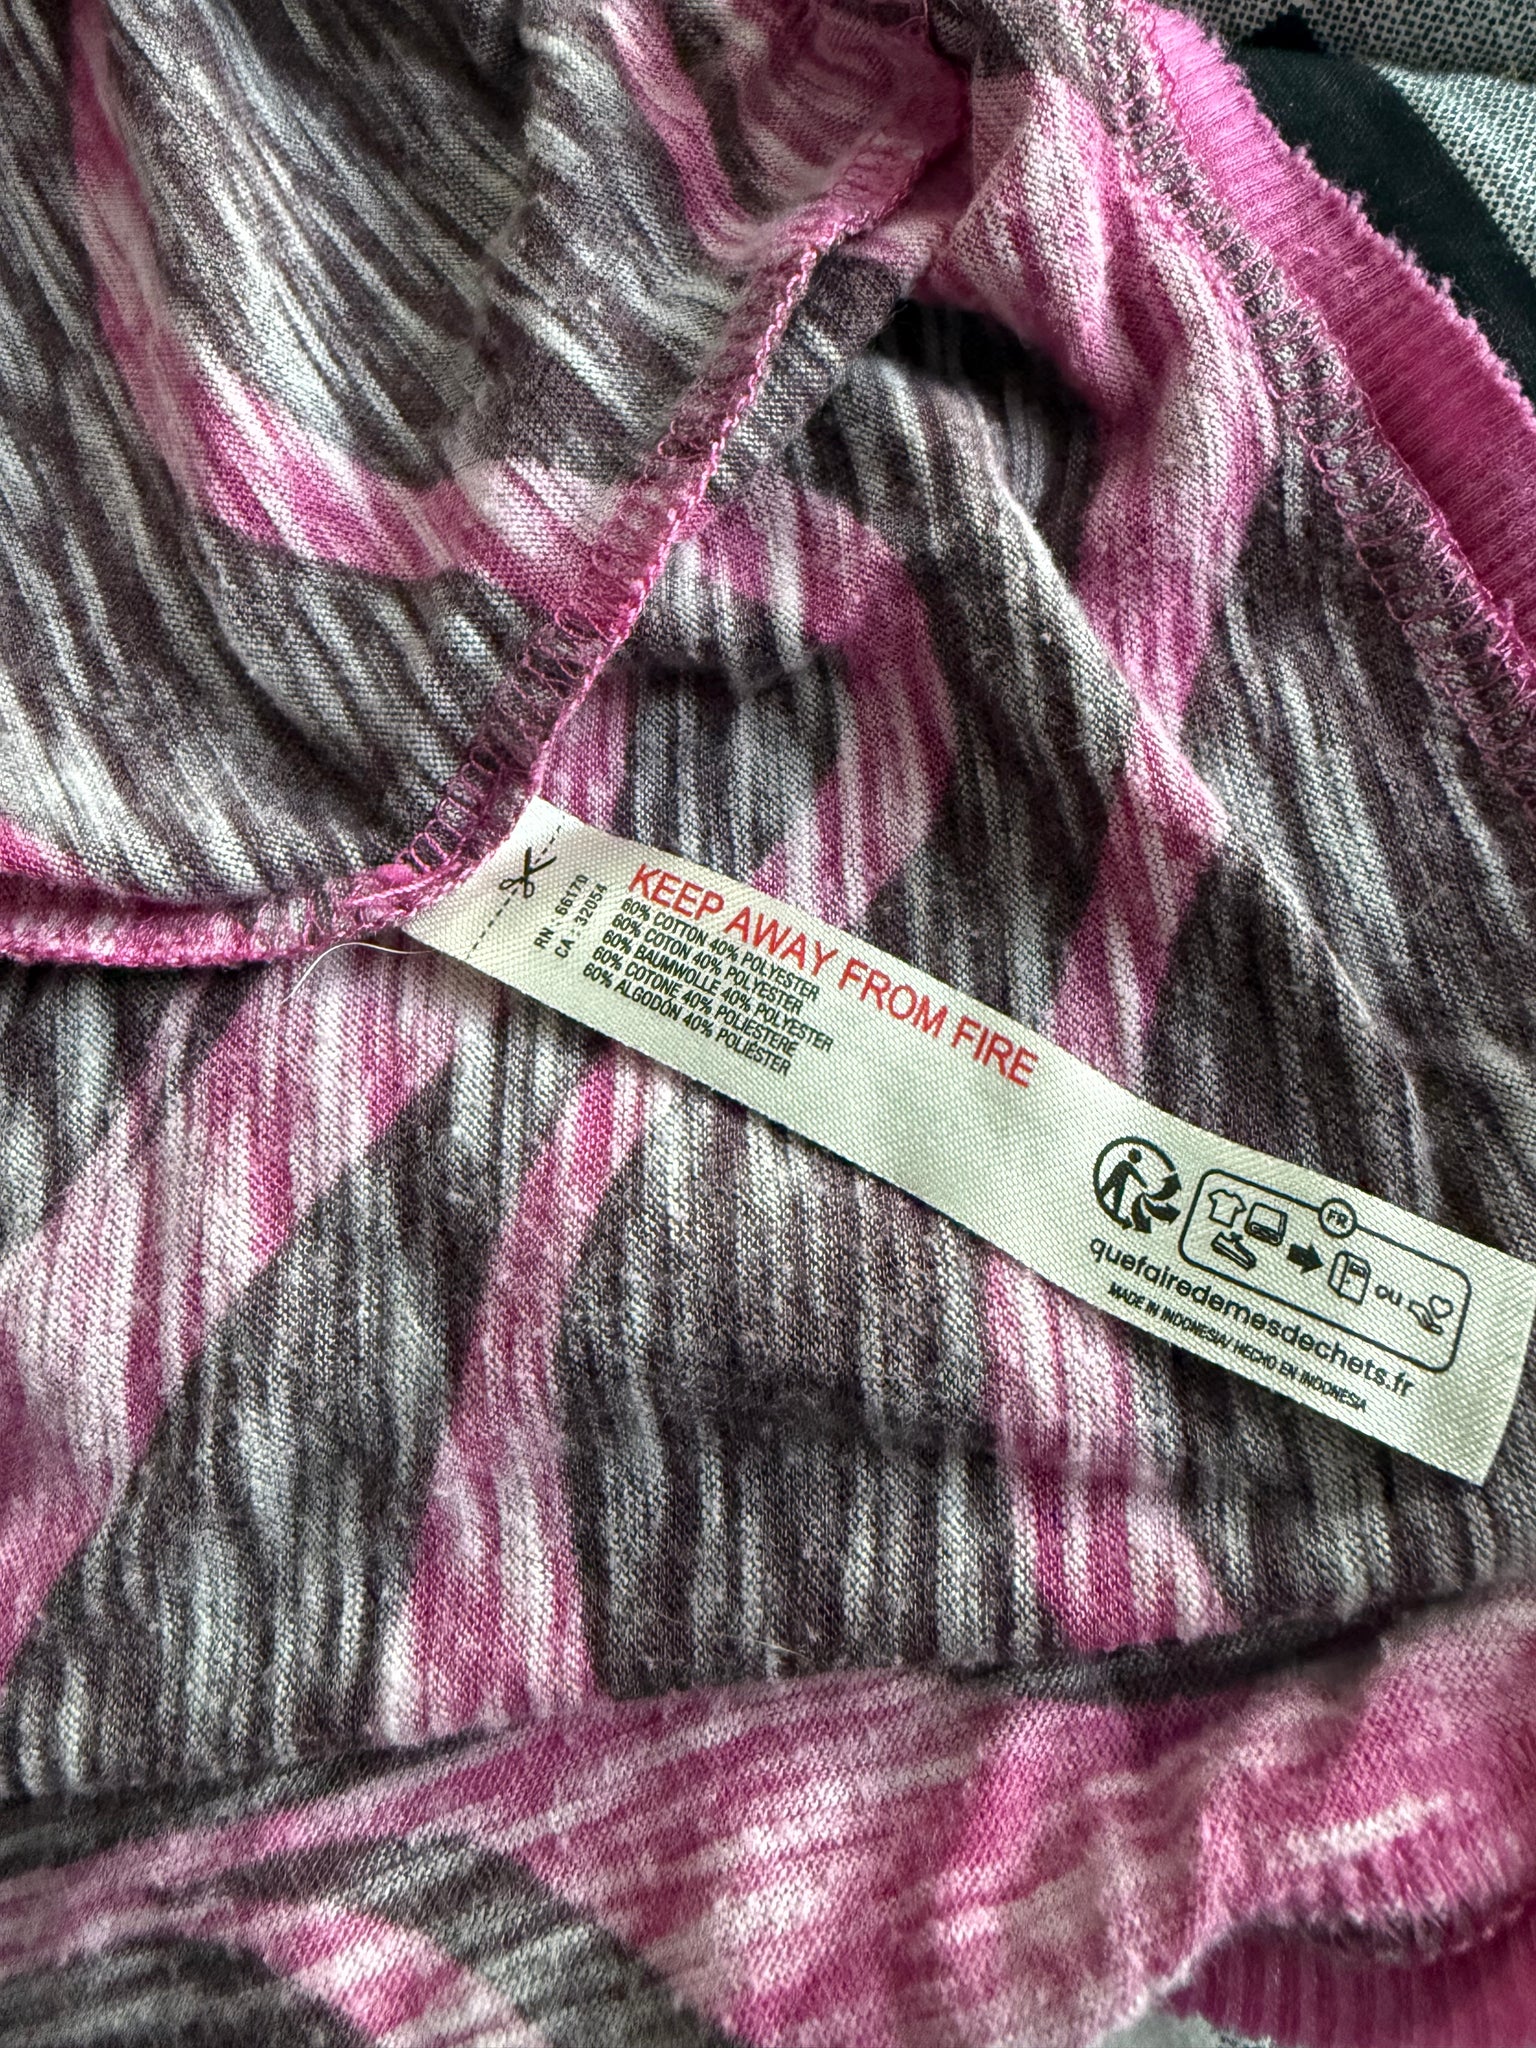 RN - 66170
CA - 32054
KEEP AWAY FROM FIRE
60% COTTON 40% POLYESTER
60% COTON 40% POLYESTER
60% BAUMWOLLE 40% POLYESTER
60% COTONE 40% POLIESTERE
60% ALGODÓN 40% POLIÉSTER
FR
ou
quefairedemesdechets.fr
MADE IN INDONESIA/ HECHO EN INDONESIA